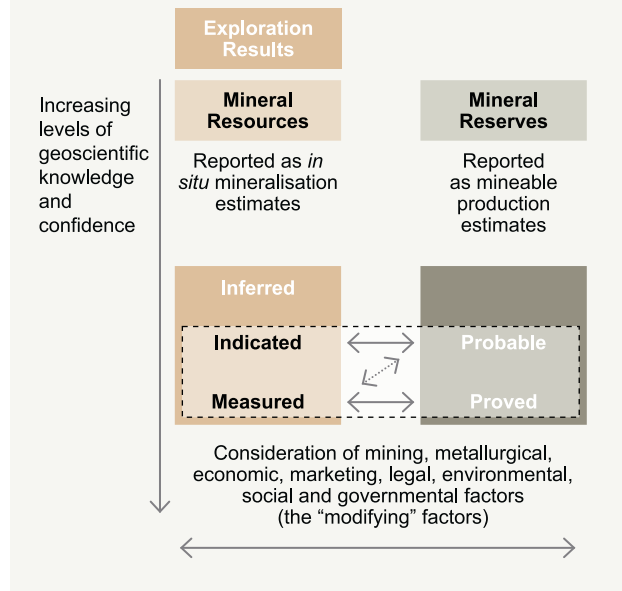 Exploration
Results
Increasing
levels of
geoscientific
knowledge
and
confidence
Mineral
Resources
Mineral
Reserves
Reported as in
situ mineralisation
estimates
Reported
as mineable
production
estimates
Inferred
Indicated
Probable
Measured
Proved
Consideration of mining, metallurgical,
economic, marketing, legal, environmental,
social and governmental factors
(the “modifying” factors)